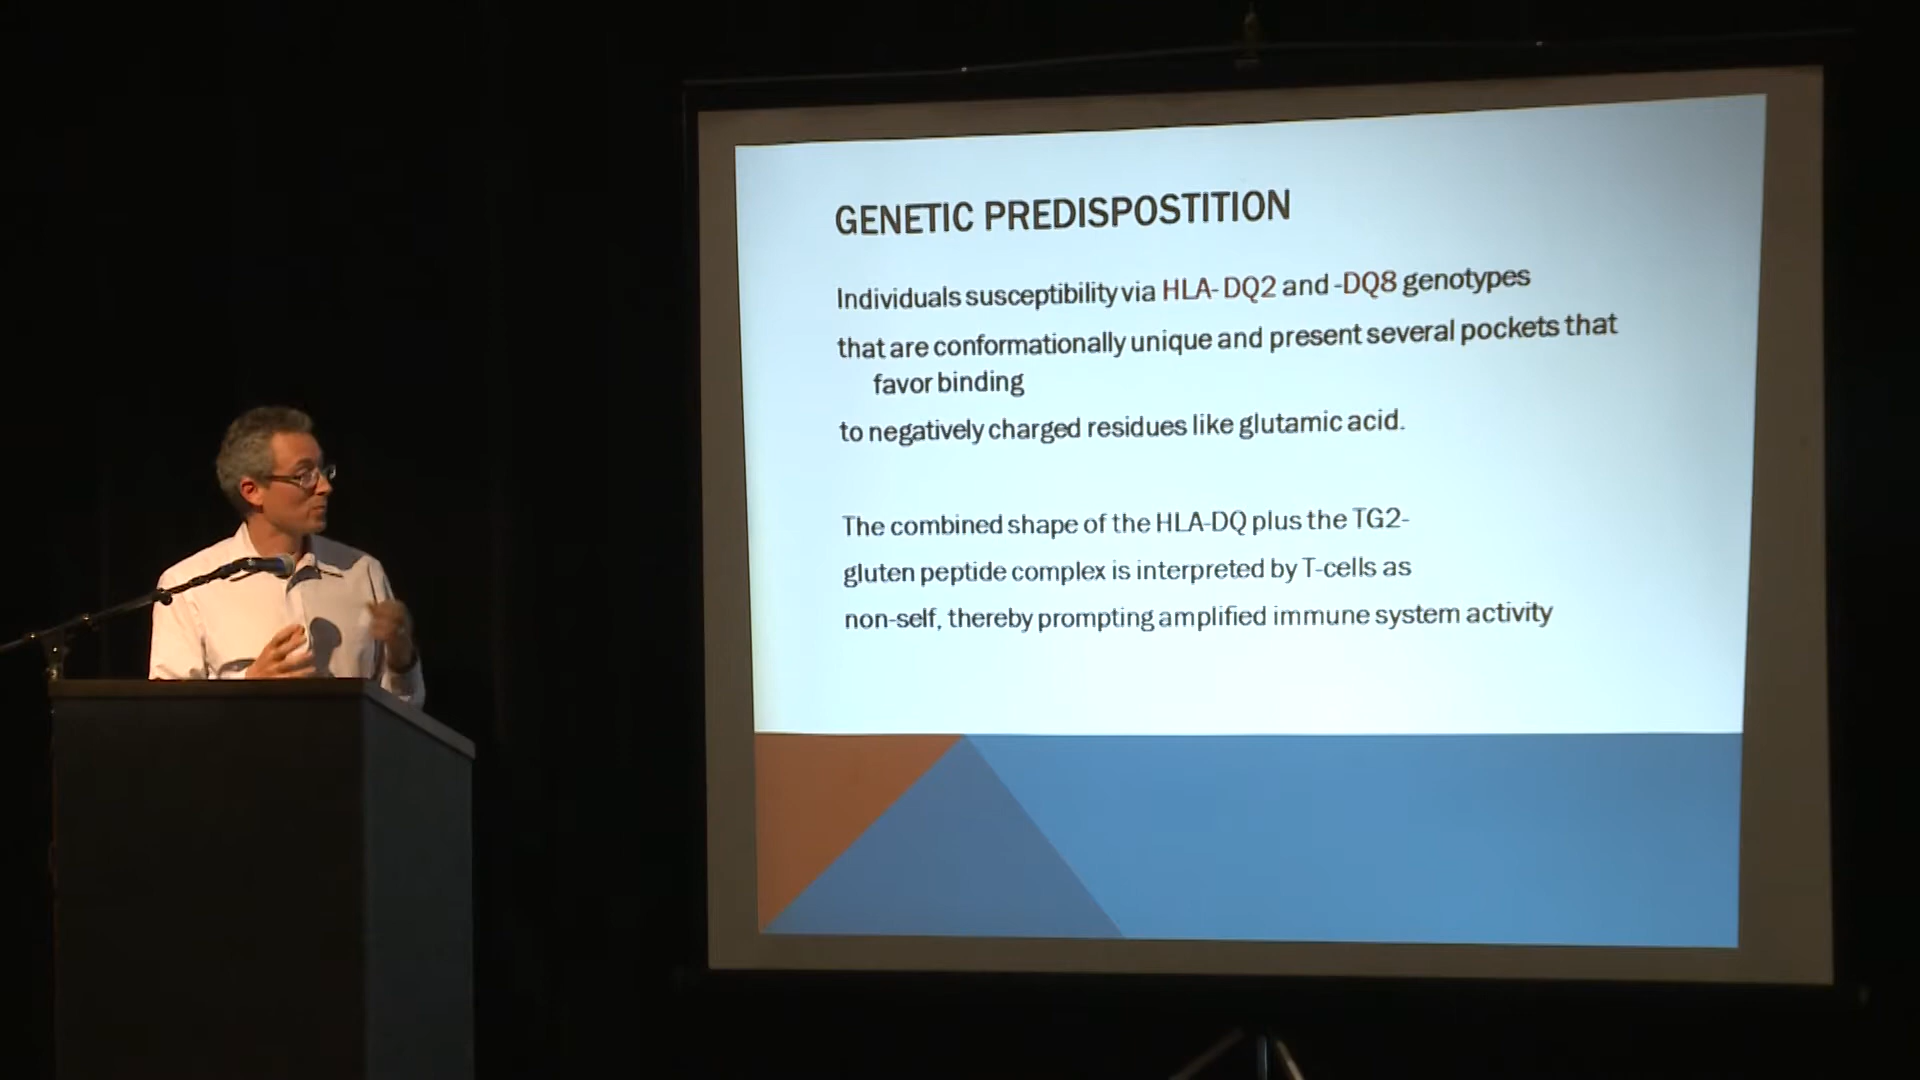 GENETIC PREDISPOSTITION
Individuals susceptibility via HLA- DQ2 and -DQ8 genotypes
that are conformationally unique and present several pockets that
favor binding
to negatively charged residues like glutamic acid.
The combined shape of the HLA-DQ plus the TG2-
gluten peptide complex is interpreted by T-cells as
non-self, thereby prompting amplified immune system activity